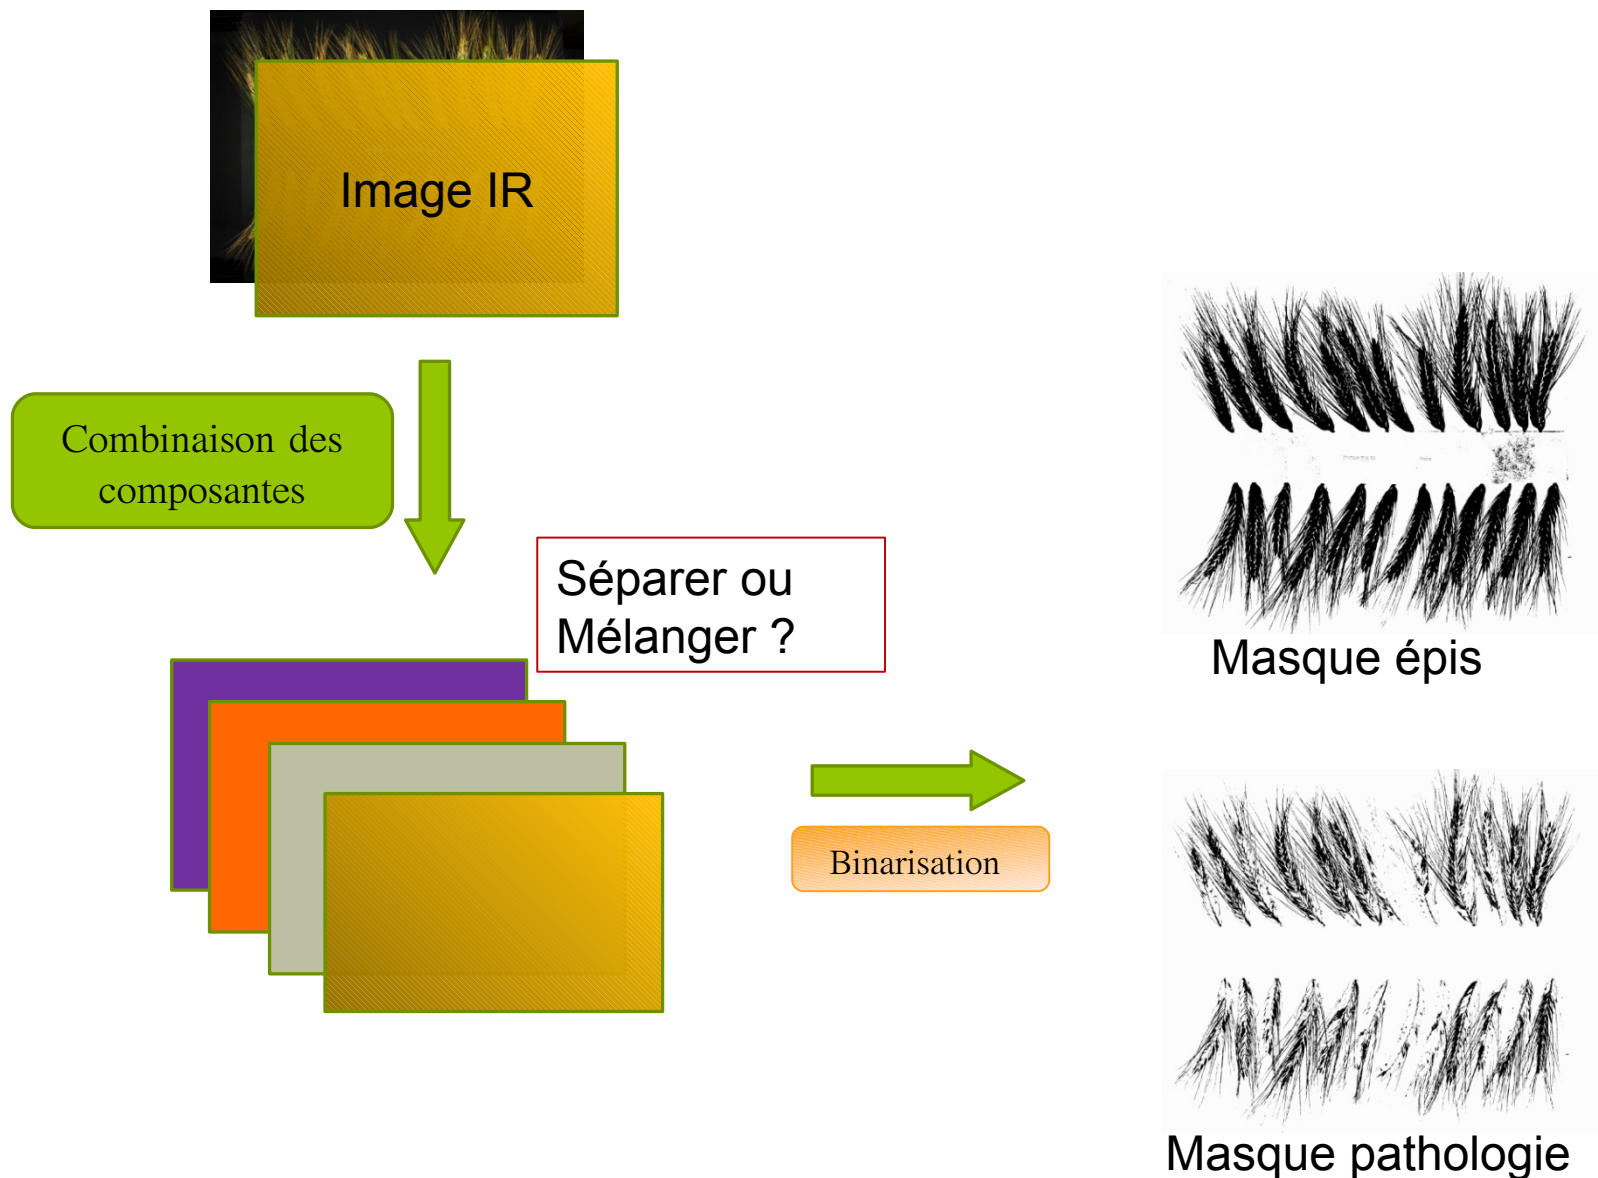 Image IR
Combinaison des
composantes
Séparer ou
Mélanger ?
Binarisation
Masque épis
Masque pathologie